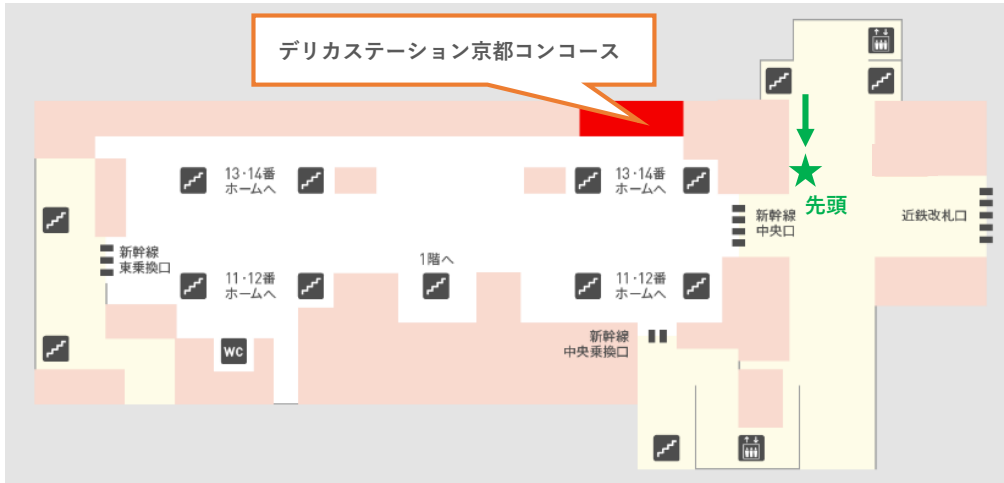 デリカステーション京都コンコース
13・14番
ホームへ
13・14番
ホームへ
先頭
新幹線
中央口
近鉄改札口
新幹線
東乗換口
1階へ
11・12番
ホームへ
11・12番
ホームへ
新幹線
中央乗換口
WC